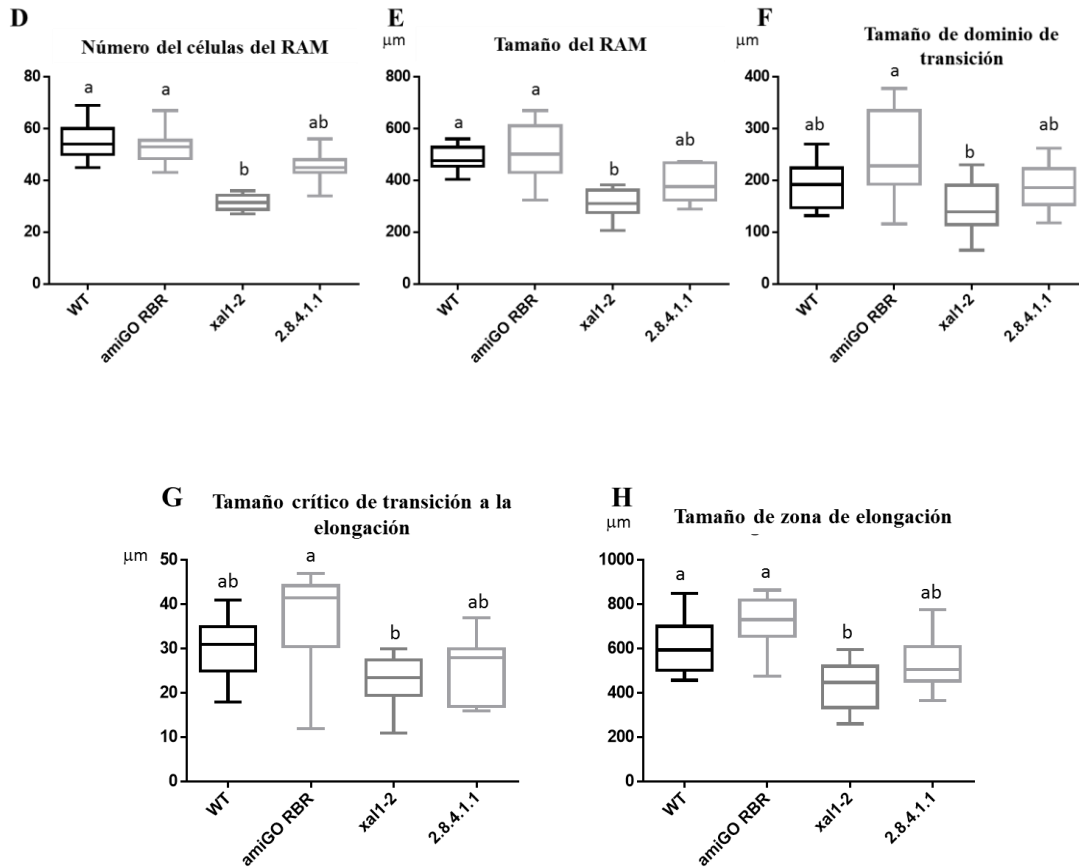 D
Número del células del RAM
80
60
40
20
0
a
a
b
ab
WT
amiGO RBR
xal1-2
2.8.4.1.1
E
µm
Tamaño del RAM
800
600
400
200
0
a
a
b
ab
WT
amiGO RBR
xal1-2
2.8.4.1.1
F
µm
Tamaño de dominio de
transición
400
300
200
100
0
ab
a
b
ab
WT
amiGO RBR
xal1-2
2.8.4.1.1
G
Tamaño crítico de transición a la
elongación
µm
50
40
30
20
10
0
ab
a
b
ab
WT
amiGO RBR
xal1-2
2.8.4.1.1
H
µm
Tamaño de zona de elongación
1000
800
600
400
200
0
a
a
b
ab
WT
amiGO RBR
xal1-2
2.8.4.1.1